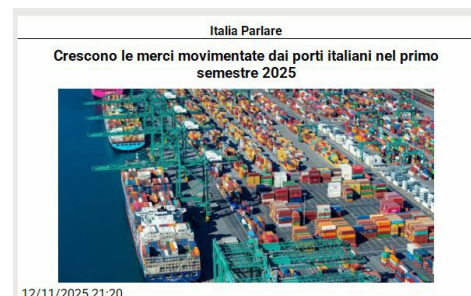 Italia Parlare
Crescono le merci movimentate dai porti italiani nel primo
semestre 2025
12/11/2025 21:20